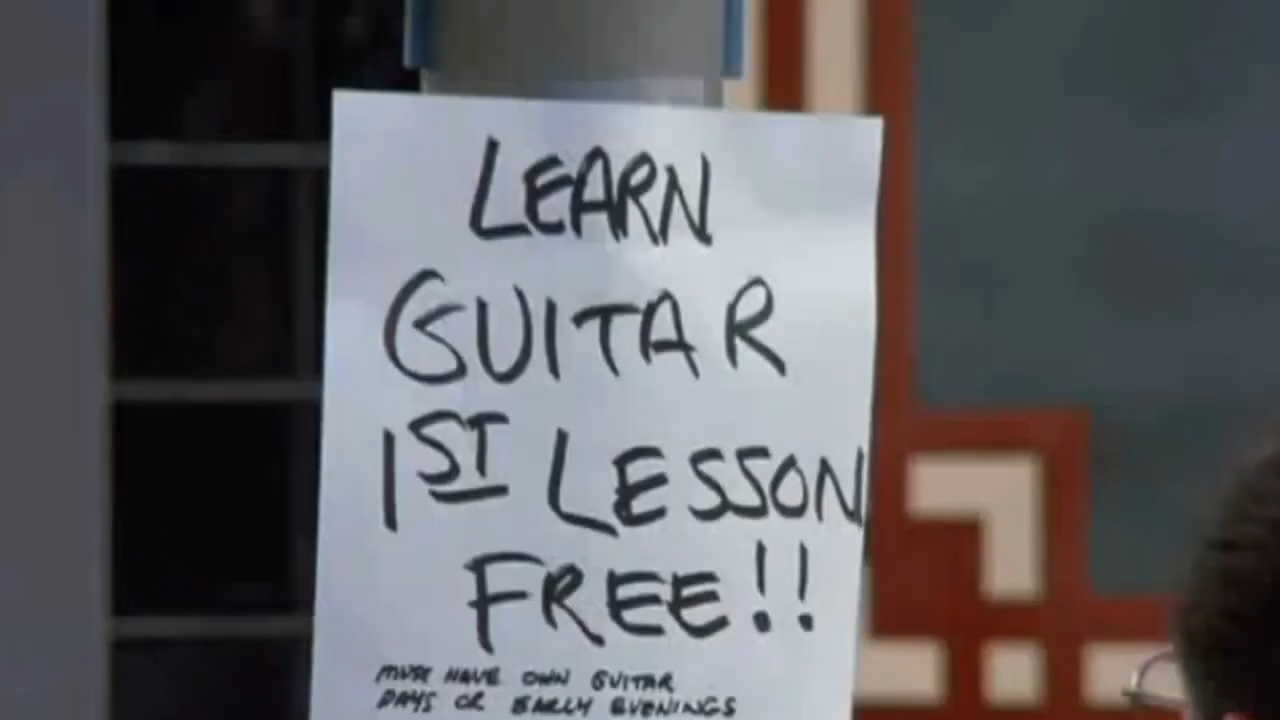 LEARN
GUITAR
1ST LESSON
FREE!!
MUST HAVE OWN GUITAR
DAYS OR EARLY EVENINGS